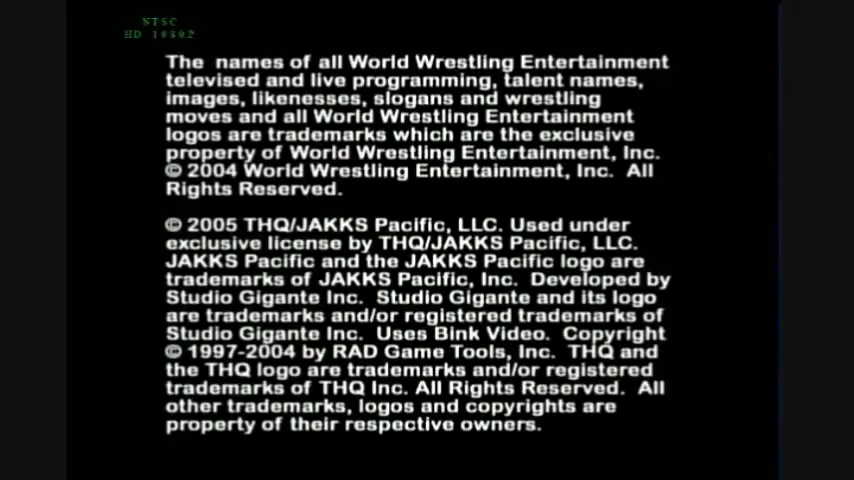 NTSC
HD 10802
The names of all World Wrestling Entertainment
televised and live programming, talent names,
images, likenesses, slogans and wrestling
moves and all World Wrestling Entertainment
logos are trademarks which are the exclusive
property of World Wrestling Entertainment, Inc.
© 2004 World Wrestling Entertainment, Inc. All
Rights Reserved.
© 2005 THQ/JAKKS Pacific, LLC. Used under
exclusive license by THQ/JAKKS Pacific, LLC.
JAKKS Pacific and the JAKKS Pacific logo are
trademarks of JAKKS Pacific, Inc. Developed by
Studio Gigante Inc. Studio Gigante and its logo
are trademarks and/or registered trademarks of
Studio Gigante Inc. Uses Bink Video. Copyright
© 1997-2004 by RAD Game Tools, Inc. THQ and
the THQ logo are trademarks and/or registered
trademarks of THQ Inc. All Rights Reserved. All
other trademarks, logos and copyrights are
property of their respective owners.